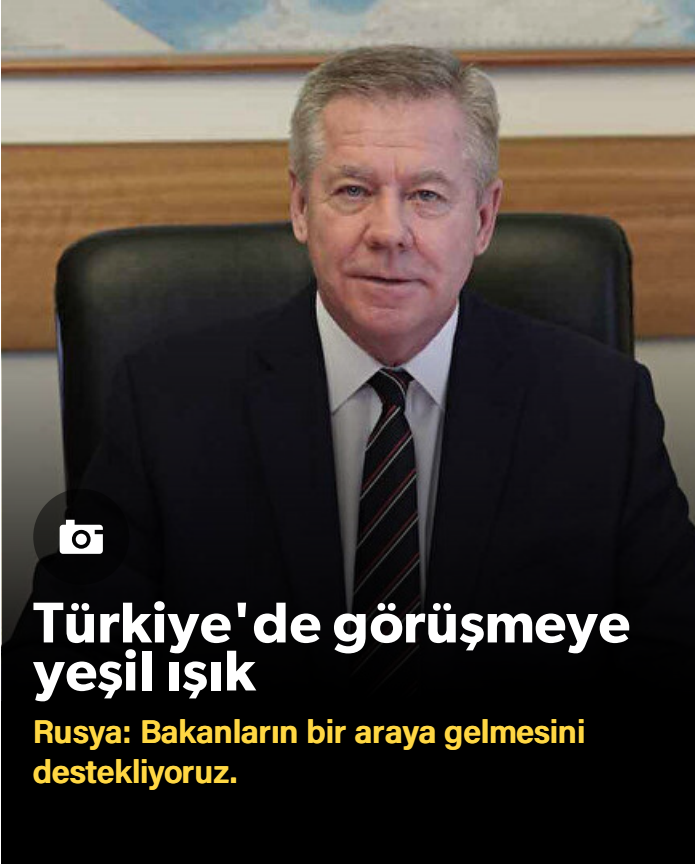 Türkiye'de görüşmeye
yeşil ışık
Rusya: Bakanların bir araya gelmesini
destekliyoruz.